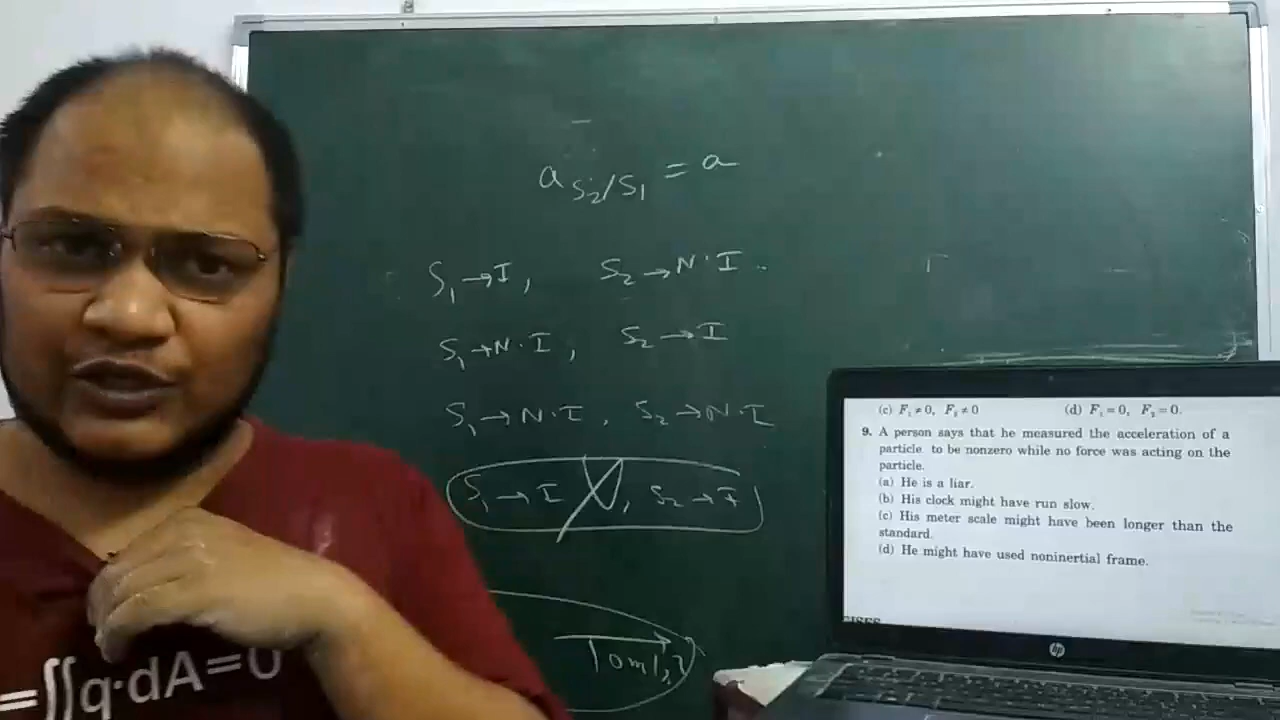 a S₂/S₁ = a
S₁ → I, S₂ → N·I.
S₁ → N·I, S₂ → I
S₁ → N·I, S₂ → N·I
S₁ → I, S₂ → I
(c) F₁ ≠ 0, F₂ ≠ 0 (d) F₁ = 0, F₂ = 0.
9. A person says that he measured the acceleration of a
particle to be nonzero while no force was acting on the
particle.
(a) He is a liar.
(b) His clock might have run slow.
(c) His meter scale might have been longer than the
standard.
(d) He might have used noninertial frame.
hp
=∬q·dA=0